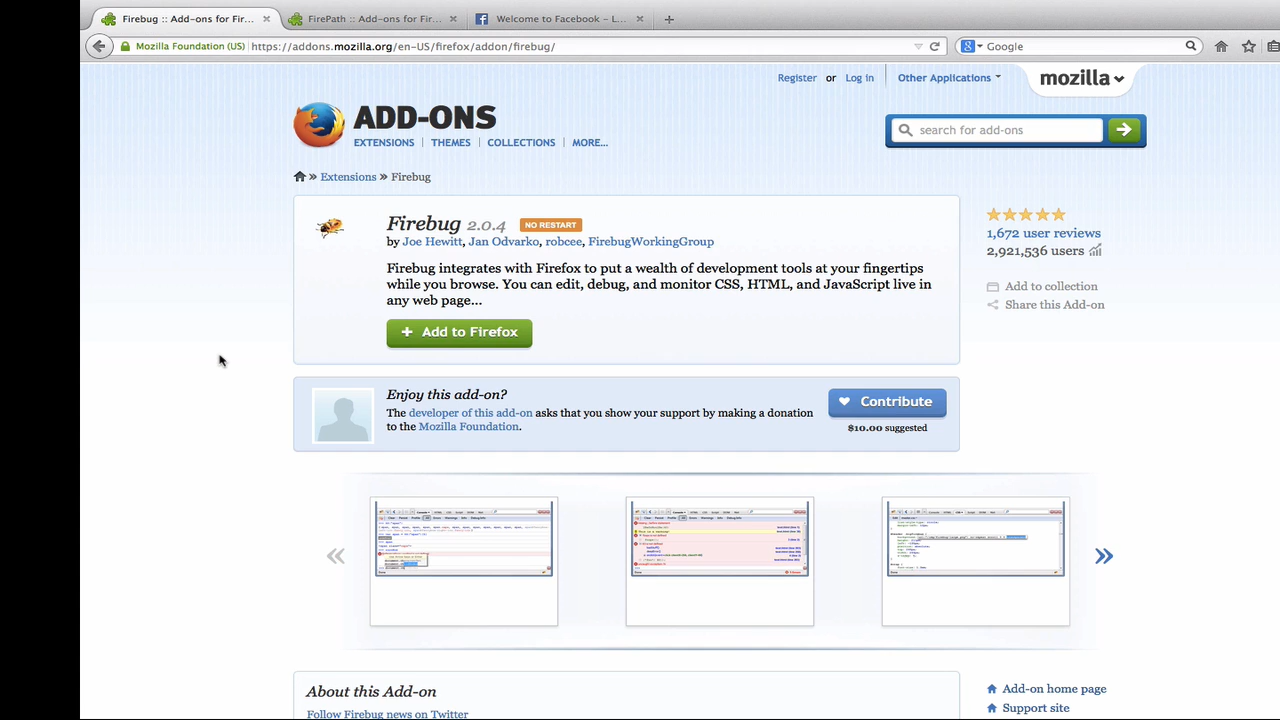 Firebug :: Add-ons for Fir...
FirePath :: Add-ons for Fir...
Welcome to Facebook – L...
Mozilla Foundation (US)
https://addons.mozilla.org/en-US/firefox/addon/firebug/
Google
Register or Log in
Other Applications
mozilla
ADD-ONS
EXTENSIONS | THEMES | COLLECTIONS | MORE...
search for add-ons
» Extensions » Firebug
Firebug 2.0.4 NO RESTART
by Joe Hewitt, Jan Odvarko, robcee, FirebugWorkingGroup
Firebug integrates with Firefox to put a wealth of development tools at your fingertips
while you browse. You can edit, debug, and monitor CSS, HTML, and JavaScript live in
any web page...
+ Add to Firefox
1,672 user reviews
2,921,536 users
Add to collection
Share this Add-on
Enjoy this add-on?
The developer of this add-on asks that you show your support by making a donation
to the Mozilla Foundation.
Contribute
$10.00 suggested
About this Add-on
Follow Firebug news on Twitter
Add-on home page
Support site